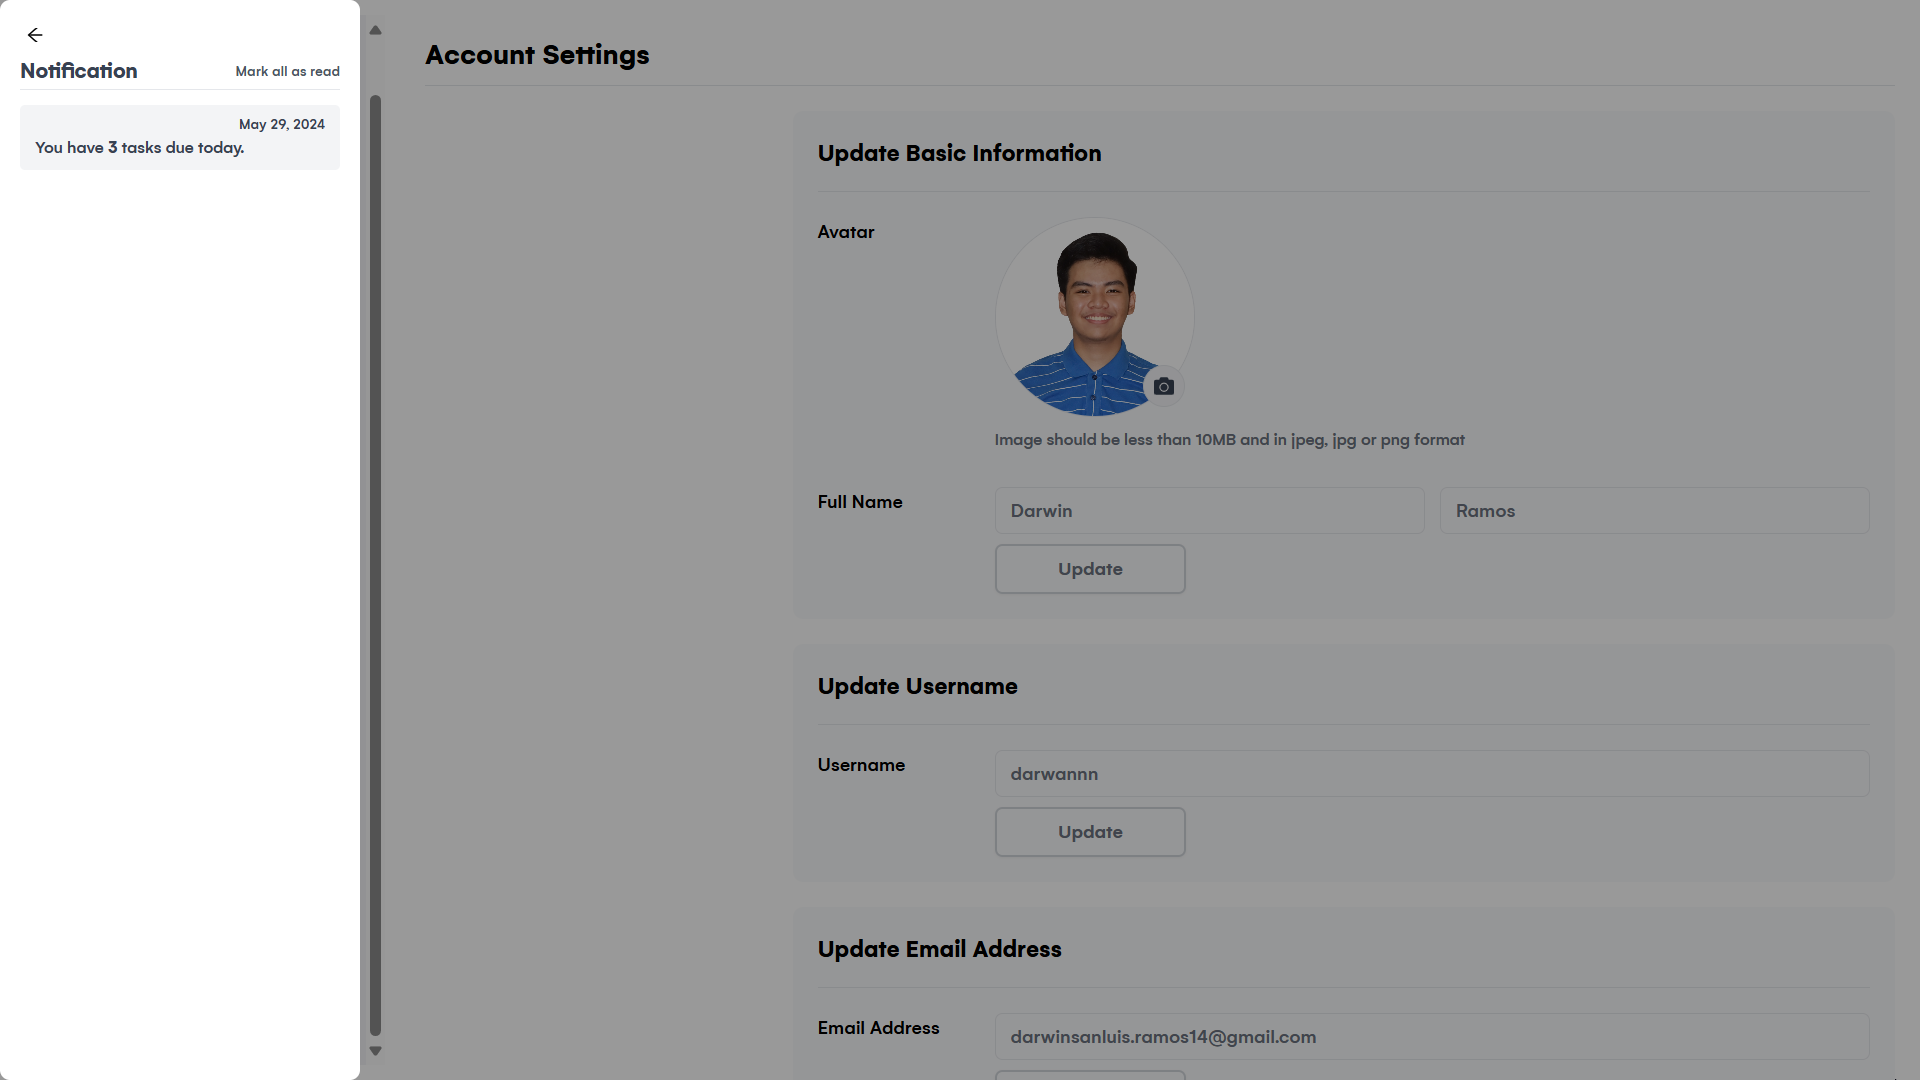 Notification
Mark all as read
May 29, 2024
You have 3 tasks due today.
Account Settings
Update Basic Information
Avatar
Image should be less than 10MB and in jpeg, jpg or png format
Full Name
Darwin
Ramos
Update
Update Username
Username
darwannn
Update
Update Email Address
Email Address
darwinsanluis.ramos14@gmail.com